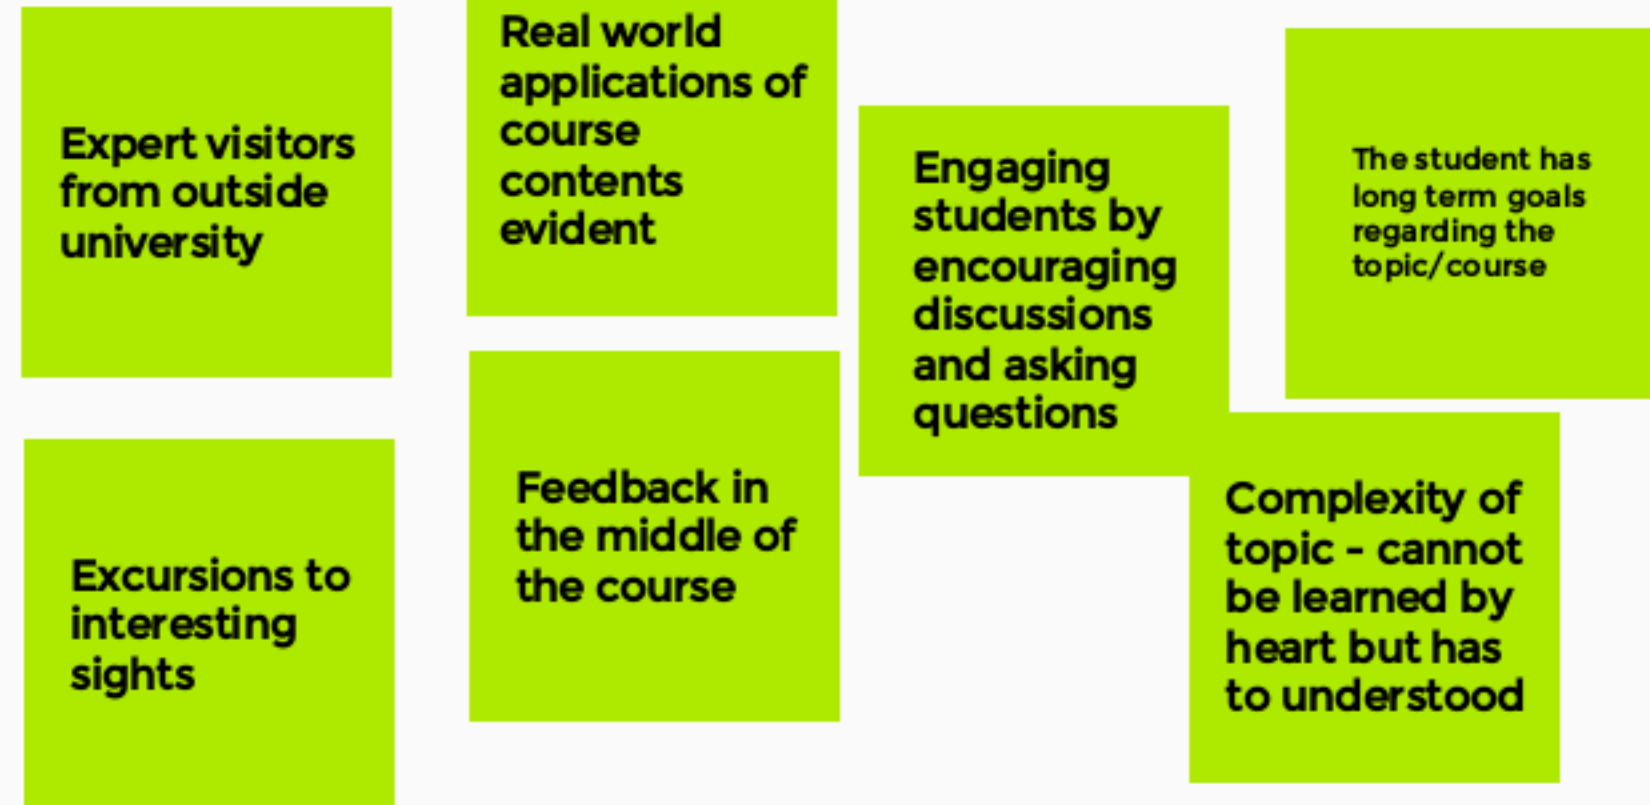 Expert visitors
from outside
university
Real world
applications of
course
contents
evident
Engaging
students by
encouraging
discussions
and asking
questions
The student has
long term goals
regarding the
topic/course
Excursions to
interesting
sights
Feedback in
the middle of
the course
Complexity of
topic - cannot
be learned by
heart but has
to understood